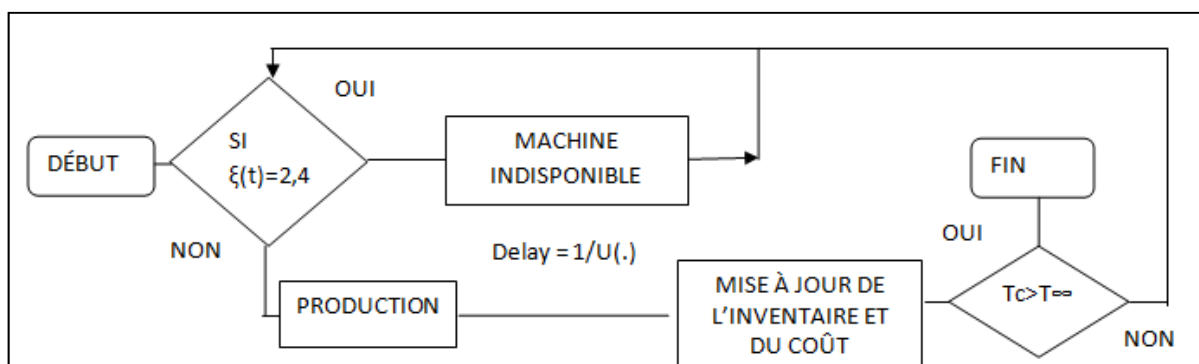 OUI
DÉBUT
SI
ξ(t)=2,4
MACHINE
INDISPONIBLE
FIN
NON
Delay = 1/U(.)
OUI
PRODUCTION
MISE À JOUR DE
L'INVENTAIRE ET
DU COÛT
Tc>T∞
NON